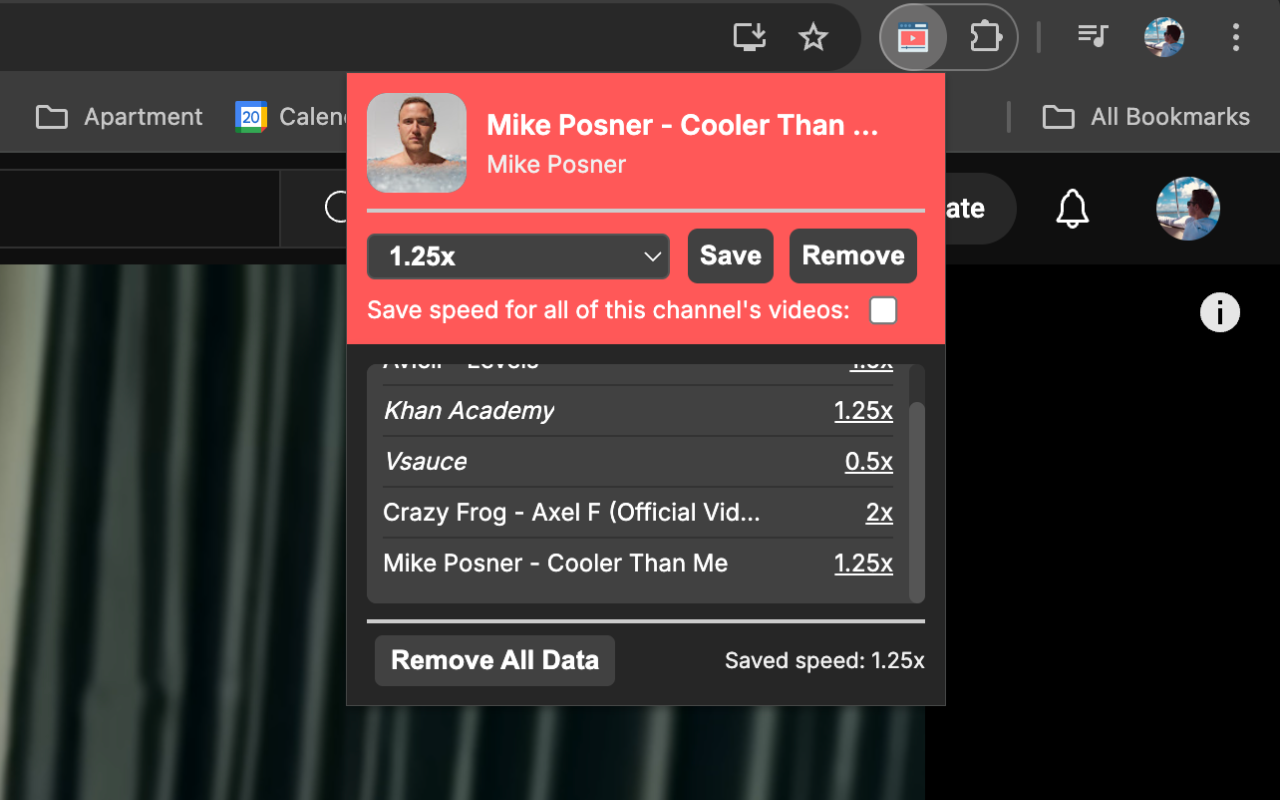 Apartment
20
Calen
All Bookmarks
ate
Mike Posner - Cooler Than ...
Mike Posner
1.25x
Save
Remove
Save speed for all of this channel's videos:
Avicii - Levels
Khan Academy 1.25x
Vsauce 0.5x
Crazy Frog - Axel F (Official Vid... 2x
Mike Posner - Cooler Than Me 1.25x
Remove All Data
Saved speed: 1.25x